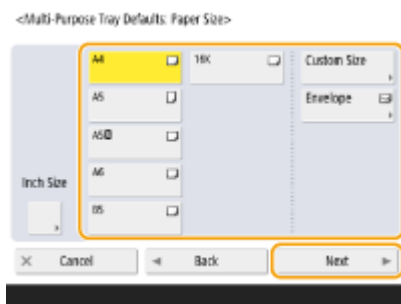 <Multi-Purpose Tray Defaults: Paper Size>
A4
16K
Custom Size
A5
Envelope
A5R
A6
Inch Size
B5
× Cancel
Back
Next